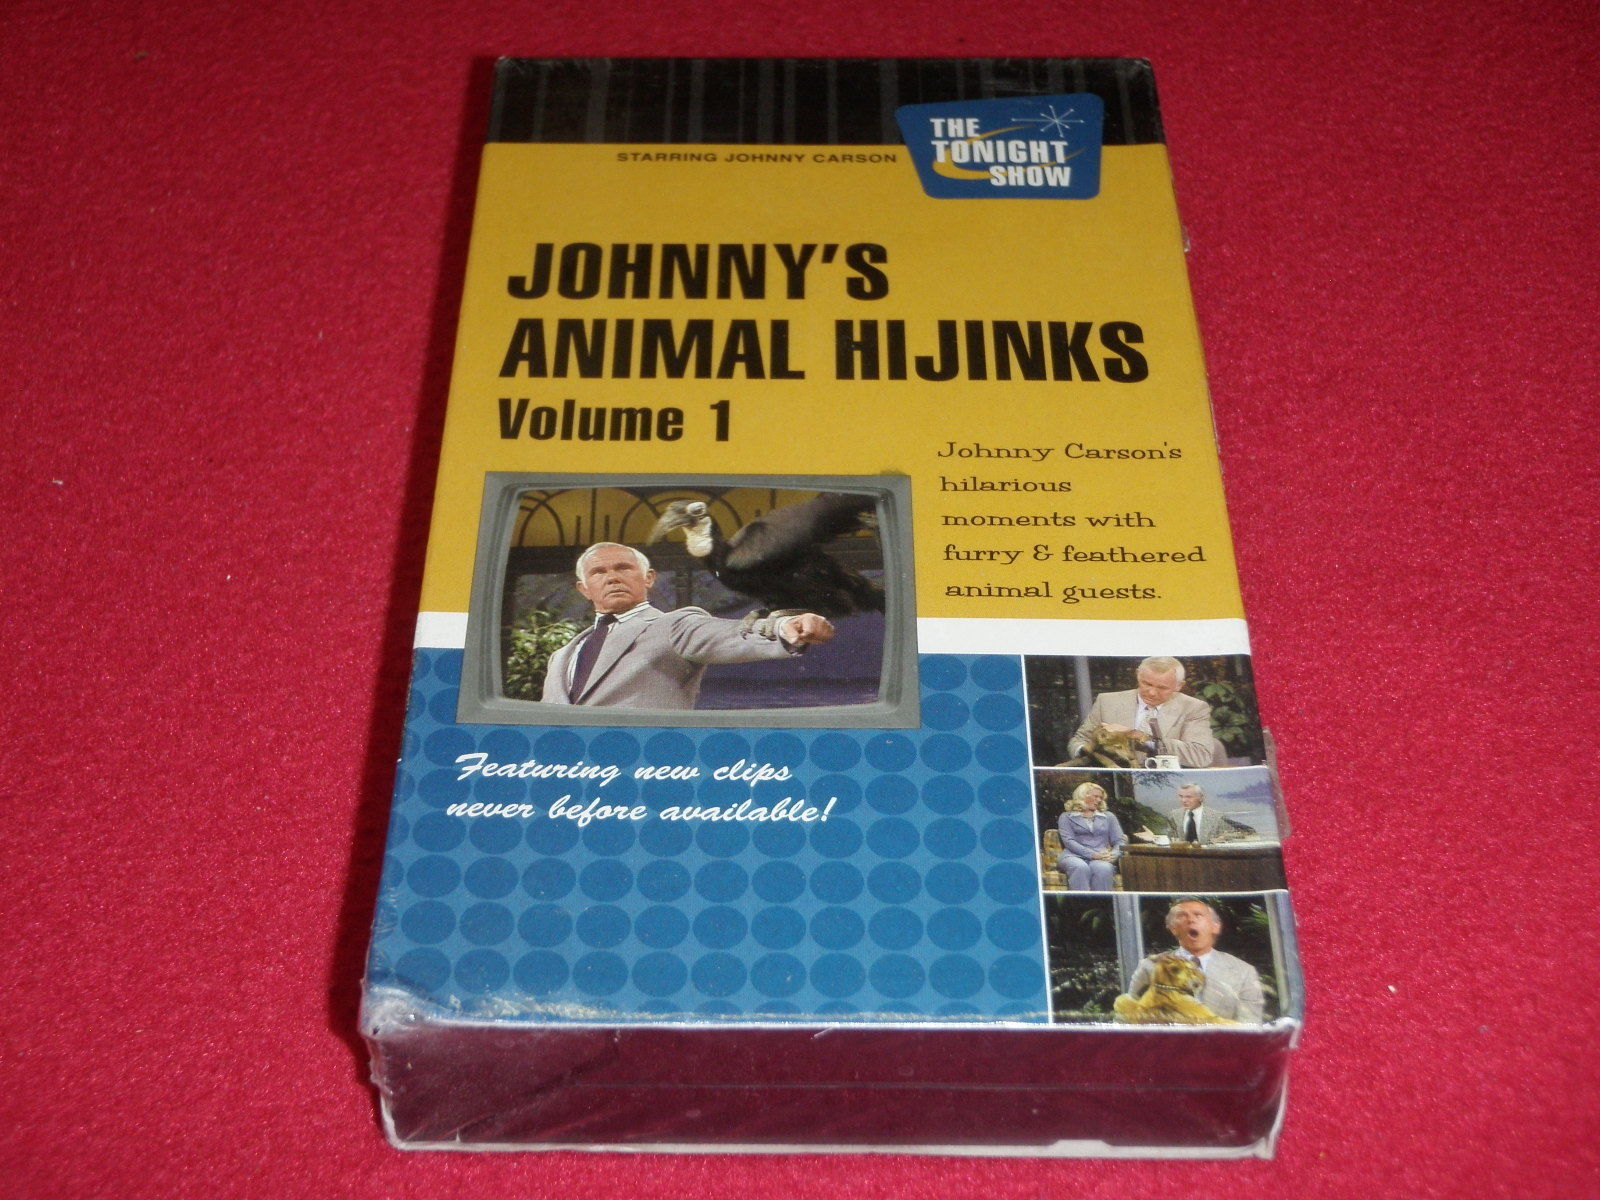 THE
TONIGHT
SHOW
STARRING JOHNNY CARSON
JOHNNY'S
ANIMAL HIJINKS
Volume 1
Johnny Carson's
hilarious
moments with
furry & feathered
animal guests.
Featuring new clips
never before available!